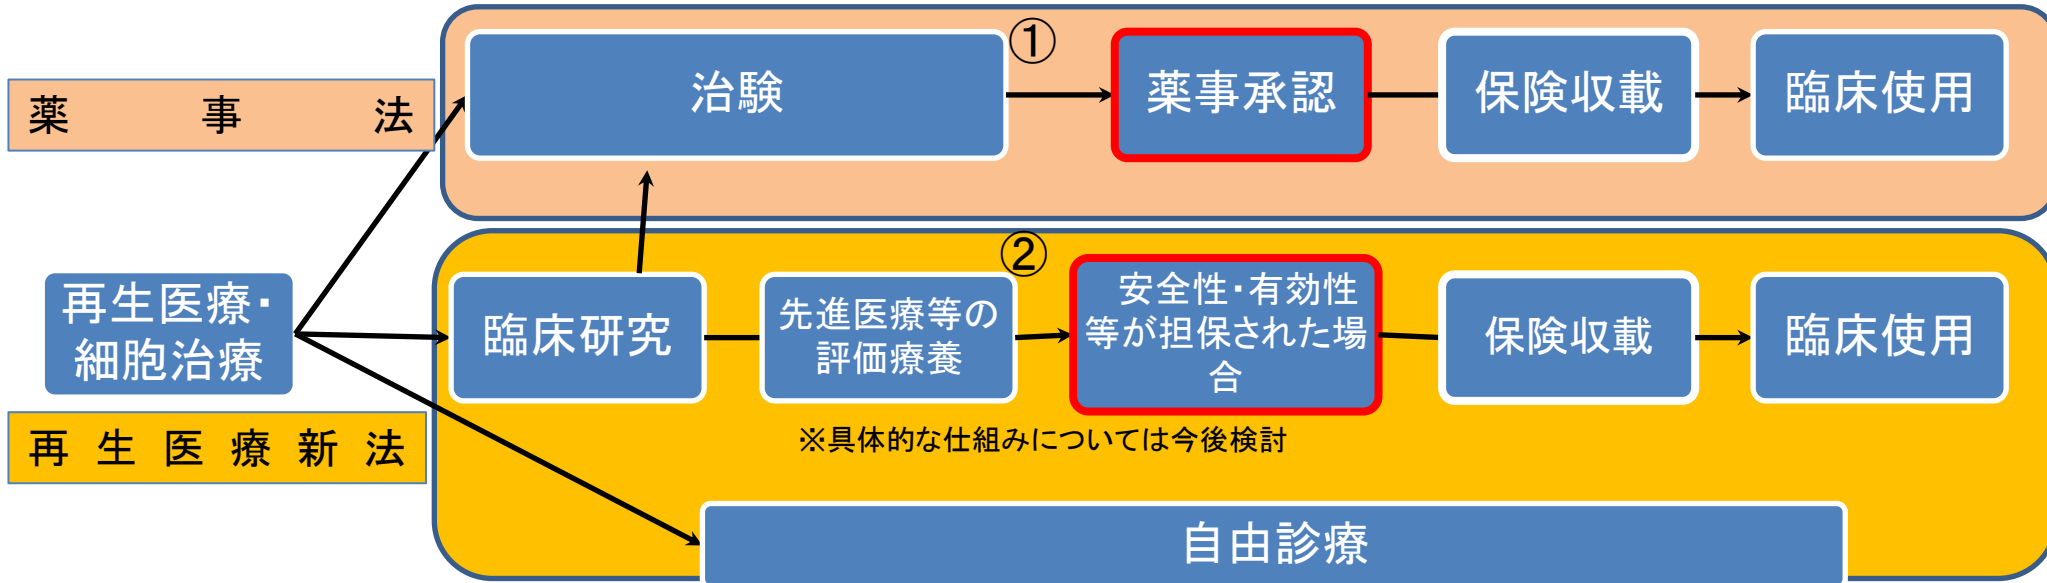 ①
治験
薬事承認
保険収載
臨床使用
薬事法
②
再生医療・
細胞治療
臨床研究
先進医療等の
評価療養
安全性・有効性
等が担保された場
合
保険収載
臨床使用
再生医療新法
※具体的な仕組みについては今後検討
自由診療